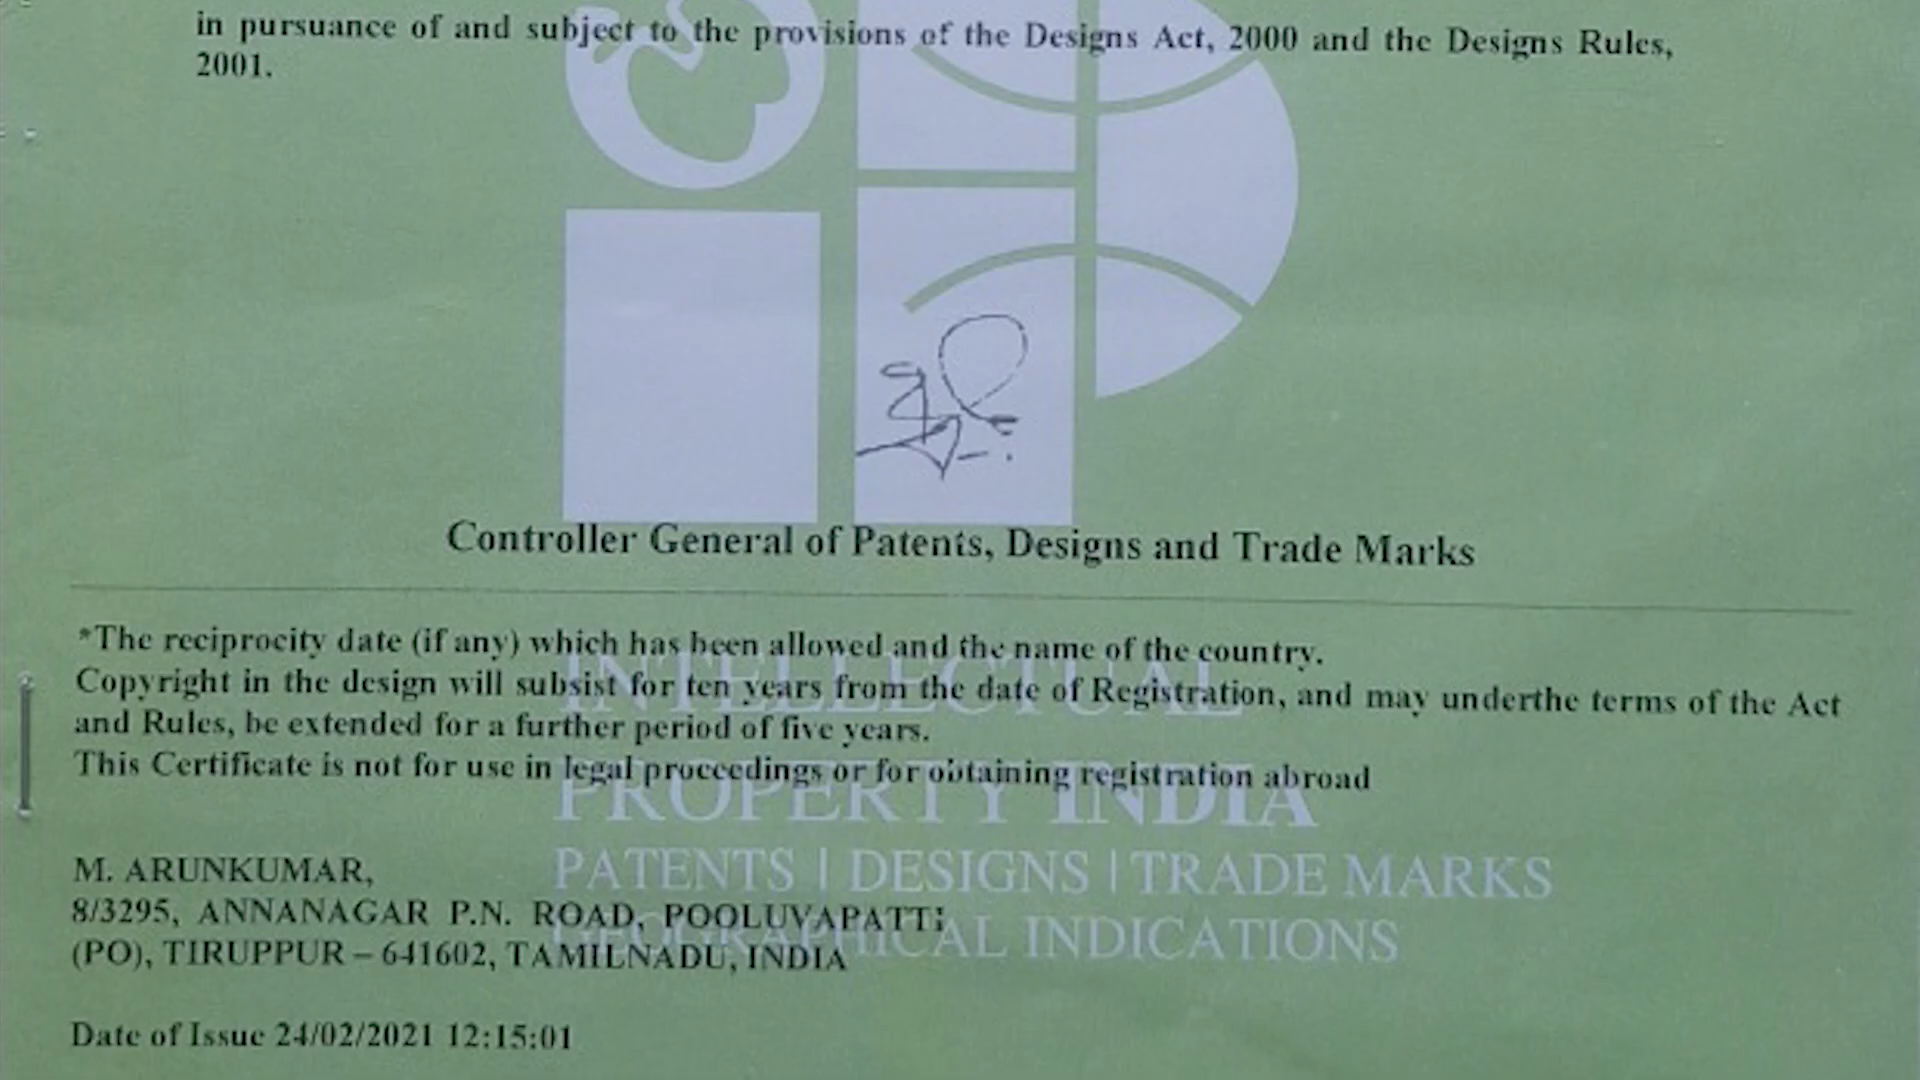 in pursuance of and subject to the provisions of the Designs Act, 2000 and the Designs Rules,
2001.
Controller General of Patents, Designs and Trade Marks
*The reciprocity date (if any) which has been allowed and the name of the country.
Copyright in the design will subsist for ten years from the date of Registration, and may underthe terms of the Act
and Rules, be extended for a further period of five years.
This Certificate is not for use in legal proceedings or for obtaining registration abroad
INTELLECTUAL
PROPERTY INDIA
PATENTS | DESIGNS | TRADE MARKS
GEOGRAPHICAL INDICATIONS
M. ARUNKUMAR,
8/3295, ANNANAGAR P.N. ROAD, POOLUVAPATTI
(PO), TIRUPPUR – 641602, TAMILNADU, INDIA
Date of Issue 24/02/2021 12:15:01